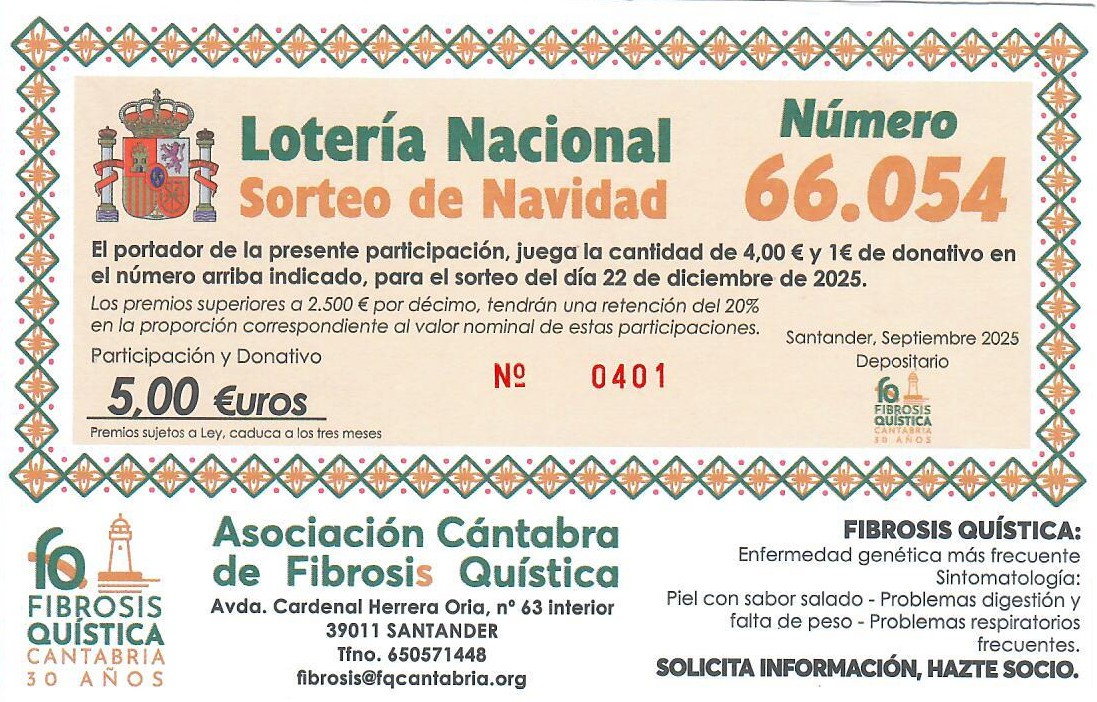 Lotería Nacional
Sorteo de Navidad
Número
66.054
El portador de la presente participación, juega la cantidad de 4,00 € y 1€ de donativo en
el número arriba indicado, para el sorteo del día 22 de diciembre de 2025.
Los premios superiores a 2.500 € por décimo, tendrán una retención del 20%
en la proporción correspondiente al valor nominal de estas participaciones.
Participación y Donativo
5,00 €uros
Premios sujetos a Ley, caduca a los tres meses
Nº 0401
Santander, Septiembre 2025
Depositario
fq
FIBROSIS
QUÍSTICA
CANTABRIA
30 AÑOS
fq
FIBROSIS
QUÍSTICA
CANTABRIA
30 AÑOS
Asociación Cántabra
de Fibrosis Quística
Avda. Cardenal Herrera Oria, nº 63 interior
39011 SANTANDER
Tfno. 650571448
fibrosis@fqcantabria.org
FIBROSIS QUÍSTICA:
Enfermedad genética más frecuente
Sintomatología:
Piel con sabor salado - Problemas digestión y
falta de peso - Problemas respiratorios
frecuentes.
SOLICITA INFORMACIÓN, HAZTE SOCIO.